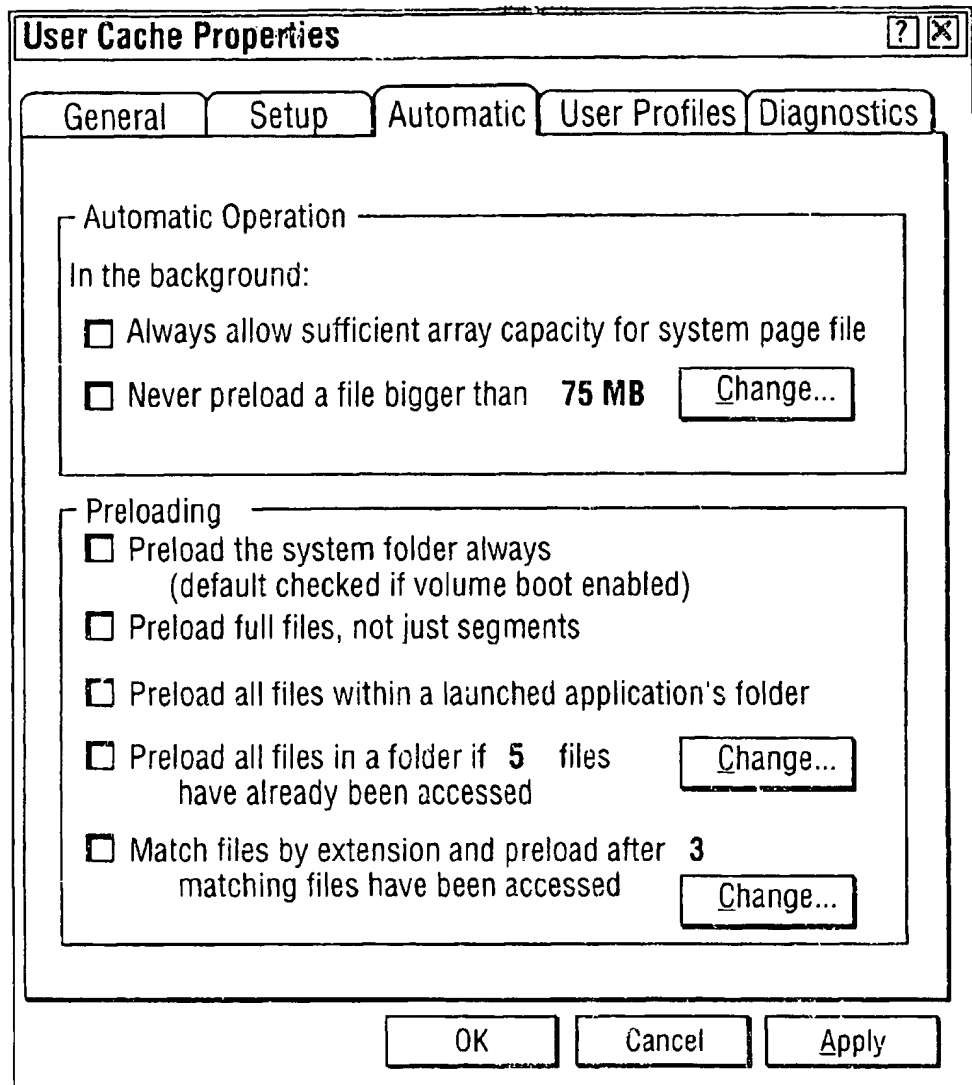 User Cache Properties ? X
General Setup Automatic User Profiles Diagnostics
Automatic Operation
In the background:
Always allow sufficient array capacity for system page file
Never preload a file bigger than 75 MB Change...
Preloading
Preload the system folder always
(default checked if volume boot enabled)
Preload full files, not just segments
Preload all files within a launched application's folder
Preload all files in a folder if 5 files Change...
have already been accessed
Match files by extension and preload after 3
matching files have been accessed Change...
OK Cancel Apply